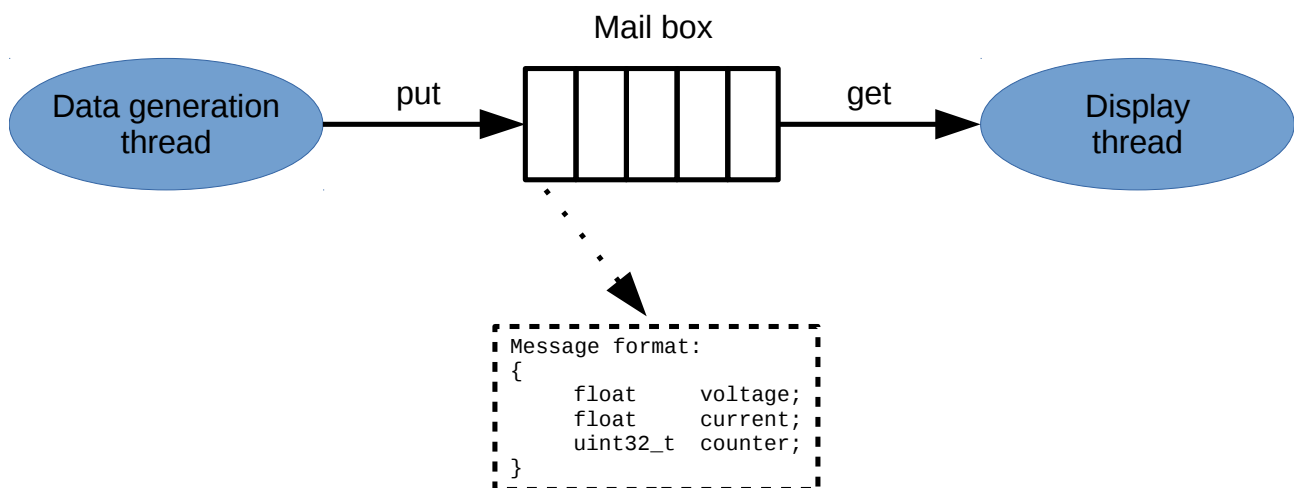 Mail box
Data generation
thread
put
get
Display
thread
Message format:
{
float voltage;
float current;
uint32_t counter;
}